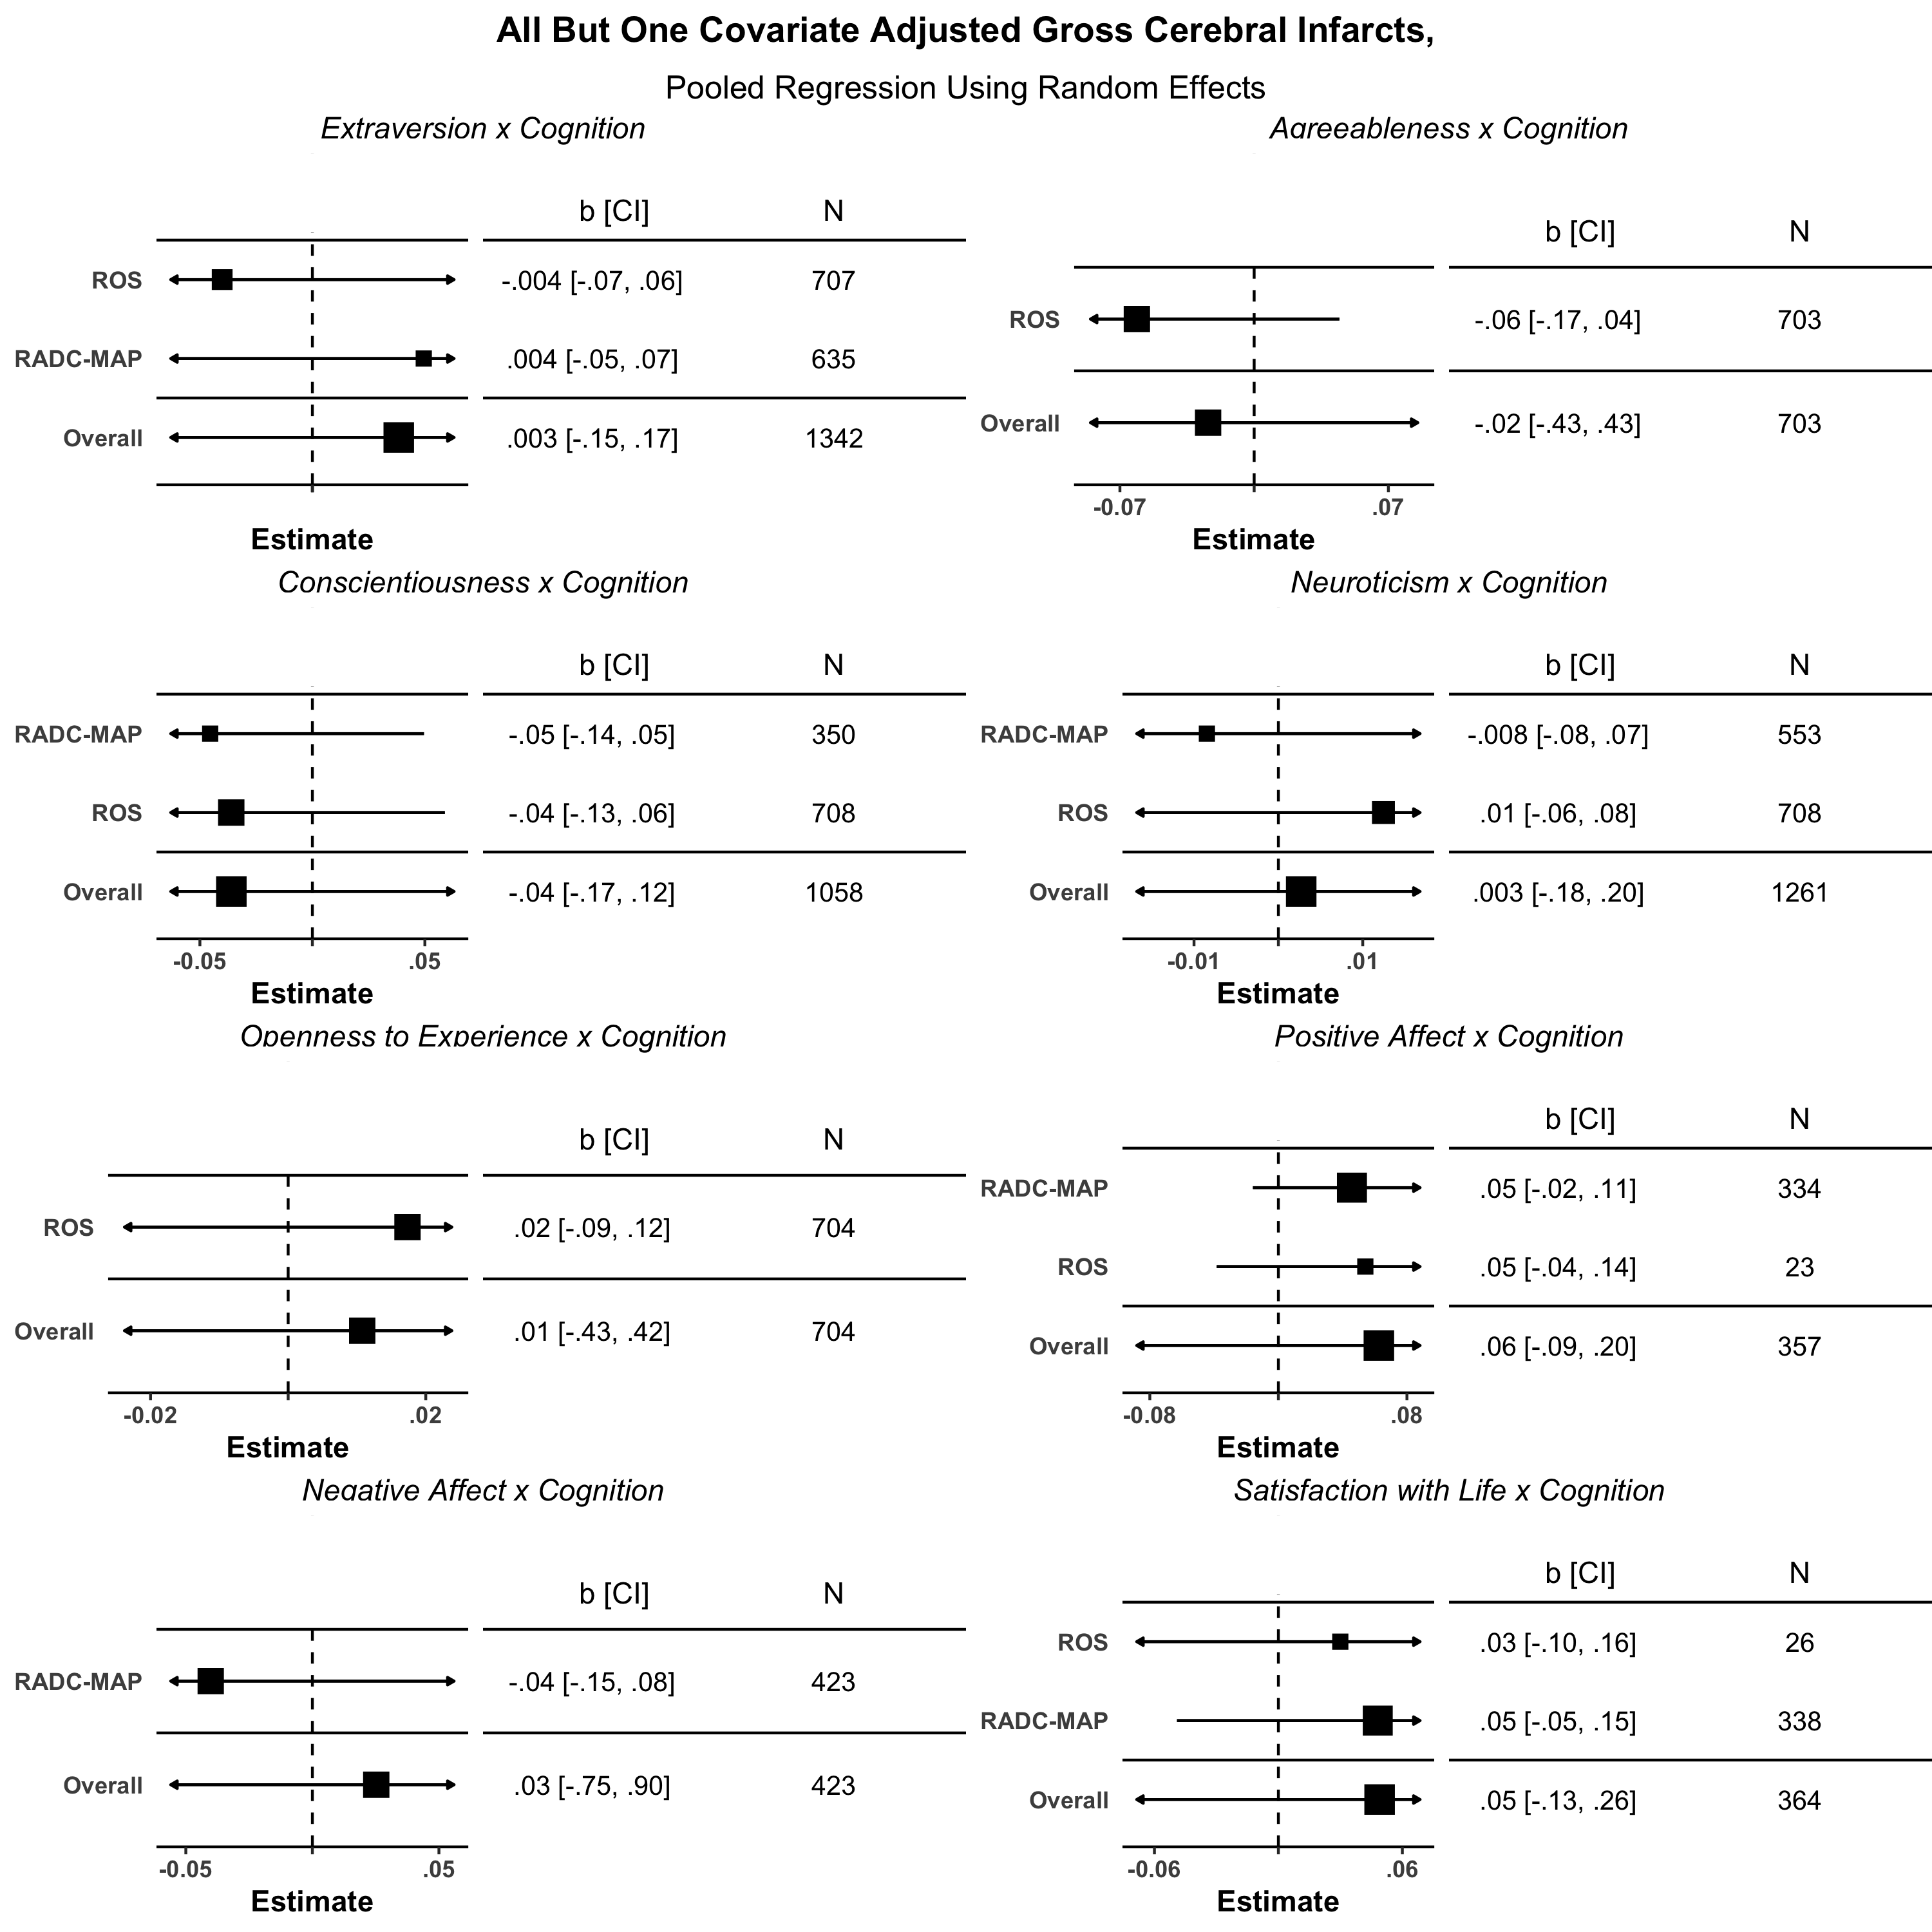 All But One Covariate Adjusted Gross Cerebral Infarcts,
Pooled Regression Using Random Effects
Extraversion x Cognition
b [CI] N
ROS -.004 [-.07, .06] 707
RADC-MAP .004 [-.05, .07] 635
Overall .003 [-.15, .17] 1342
Estimate
Agreeableness x Cognition
b [CI] N
ROS -.06 [-.17, .04] 703
Overall -.02 [-.43, .43] 703
-0.07 .07
Estimate
Conscientiousness x Cognition
b [CI] N
RADC-MAP -.05 [-.14, .05] 350
ROS -.04 [-.13, .06] 708
Overall -.04 [-.17, .12] 1058
-0.05 .05
Estimate
Neuroticism x Cognition
b [CI] N
RADC-MAP -.008 [-.08, .07] 553
ROS .01 [-.06, .08] 708
Overall .003 [-.18, .20] 1261
-0.01 .01
Estimate
Openness to Experience x Cognition
b [CI] N
ROS .02 [-.09, .12] 704
Overall .01 [-.43, .42] 704
-0.02 .02
Estimate
Positive Affect x Cognition
b [CI] N
RADC-MAP .05 [-.02, .11] 334
ROS .05 [-.04, .14] 23
Overall .06 [-.09, .20] 357
-0.08 .08
Estimate
Negative Affect x Cognition
b [CI] N
RADC-MAP -.04 [-.15, .08] 423
Overall .03 [-.75, .90] 423
-0.05 .05
Estimate
Satisfaction with Life x Cognition
b [CI] N
ROS .03 [-.10, .16] 26
RADC-MAP .05 [-.05, .15] 338
Overall .05 [-.13, .26] 364
-0.06 .06
Estimate